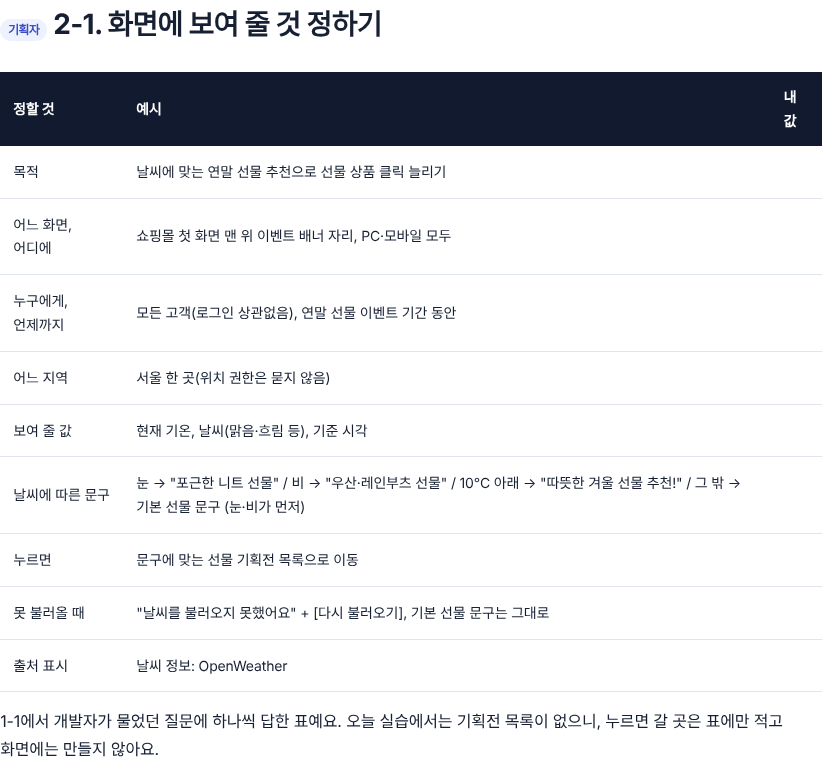 기획자 2-1. 화면에 보여 줄 것 정하기
정할 것 예시 내 값
목적 날씨에 맞는 연말 선물 추천으로 선물 상품 클릭 늘리기
어느 화면, 어디에 쇼핑몰 첫 화면 맨 위 이벤트 배너 자리, PC·모바일 모두
누구에게, 언제까지 모든 고객(로그인 상관없음), 연말 선물 이벤트 기간 동안
어느 지역 서울 한 곳(위치 권한은 묻지 않음)
보여 줄 값 현재 기온, 날씨(맑음·흐림 등), 기준 시각
날씨에 따른 문구 눈 → "포근한 니트 선물" / 비 → "우산·레인부츠 선물" / 10°C 아래 → "따뜻한 겨울 선물 추천!" / 그 밖 →
기본 선물 문구 (눈·비가 먼저)
누르면 문구에 맞는 선물 기획전 목록으로 이동
못 불러올 때 "날씨를 불러오지 못했어요" + [다시 불러오기], 기본 선물 문구는 그대로
출처 표시 날씨 정보: OpenWeather
1-1에서 개발자가 물었던 질문에 하나씩 답한 표예요. 오늘 실습에서는 기획전 목록이 없으니, 누르면 갈 곳은 표에만 적고
화면에는 만들지 않아요.